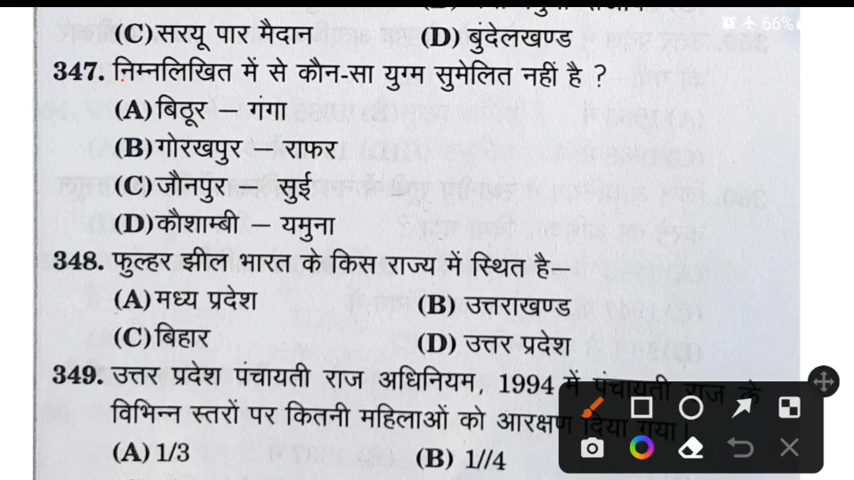 66%
(C) सरयू पार मैदान (D) बुंदेलखण्ड
347. निम्नलिखित में से कौन-सा युग्म सुमेलित नहीं है ?
(A) बिठूर – गंगा
(B) गोरखपुर – राफर
(C) जौनपुर – सुई
(D) कौशाम्बी – यमुना
348. फुल्हर झील भारत के किस राज्य में स्थित है–
(A) मध्य प्रदेश (B) उत्तराखण्ड
(C) बिहार (D) उत्तर प्रदेश
349. उत्तर प्रदेश पंचायती राज अधिनियम, 1994 में पंचायती राज के
विभिन्न स्तरों पर कितनी महिलाओं को आरक्षण दिया गया।
(A) 1/3 (B) 1//4